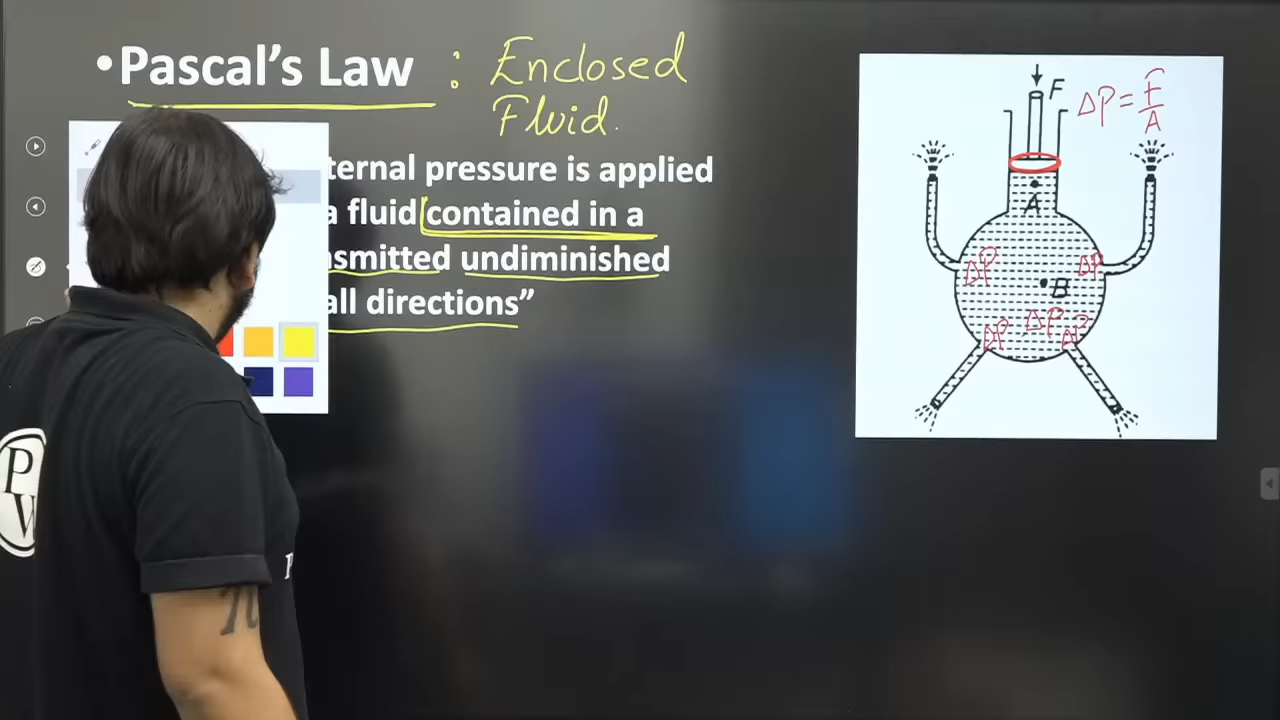 •Pascal's Law : Enclosed
Fluid.
ternal pressure is applied
a fluid contained in a
nsmitted undiminished
all directions”
F
ΔP = F/A
A
ΔP
ΔP
B
ΔP
ΔP
ΔP
P
W
P
π